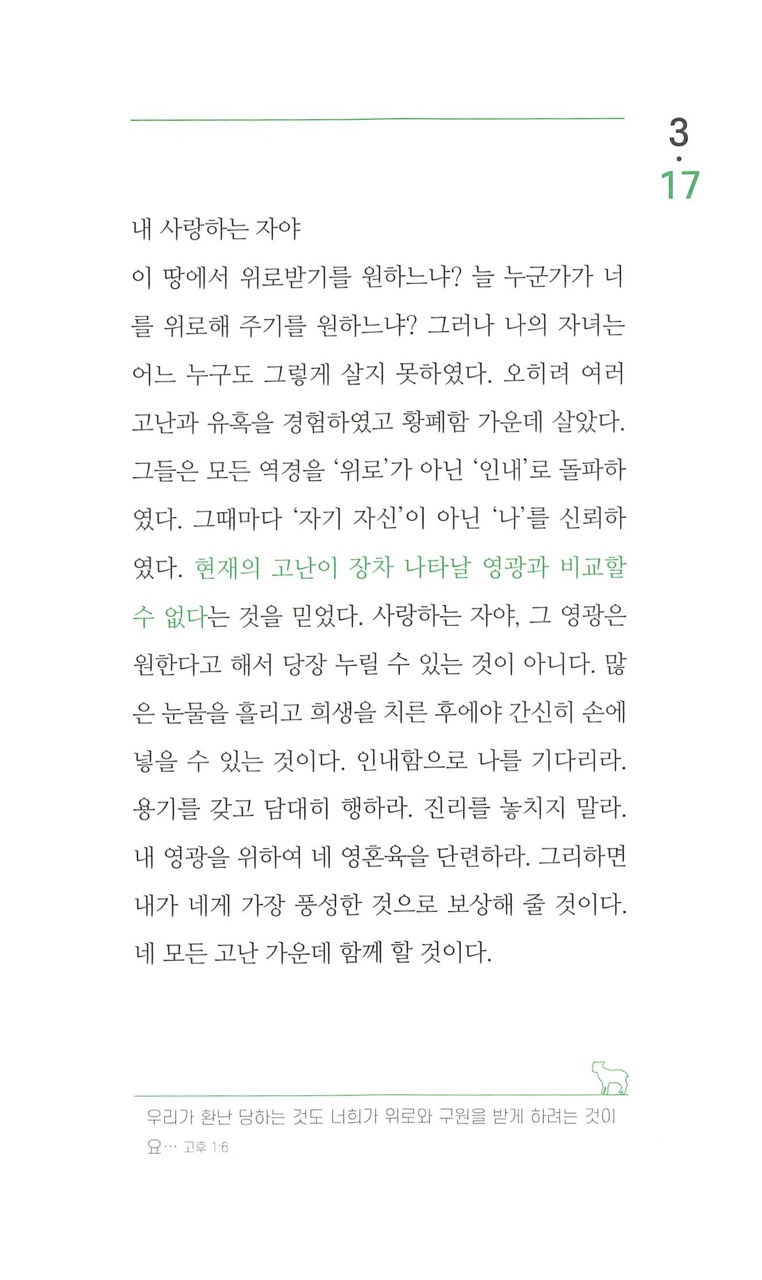 3
·
17
내 사랑하는 자야
이 땅에서 위로받기를 원하느냐? 늘 누군가가 너
를 위로해 주기를 원하느냐? 그러나 나의 자녀는
어느 누구도 그렇게 살지 못하였다. 오히려 여러
고난과 유혹을 경험하였고 황폐함 가운데 살았다.
그들은 모든 역경을 ‘위로’가 아닌 ‘인내’로 돌파하
였다. 그때마다 ‘자기 자신’이 아닌 ‘나’를 신뢰하
였다. 현재의 고난이 장차 나타날 영광과 비교할
수 없다는 것을 믿었다. 사랑하는 자야, 그 영광은
원한다고 해서 당장 누릴 수 있는 것이 아니다. 많
은 눈물을 흘리고 희생을 치른 후에야 간신히 손에
넣을 수 있는 것이다. 인내함으로 나를 기다리라.
용기를 갖고 담대히 행하라. 진리를 놓치지 말라.
내 영광을 위하여 네 영혼육을 단련하라. 그리하면
내가 네게 가장 풍성한 것으로 보상해 줄 것이다.
네 모든 고난 가운데 함께 할 것이다.
우리가 환난 당하는 것도 너희가 위로와 구원을 받게 하려는 것이
요… 고후 1:6